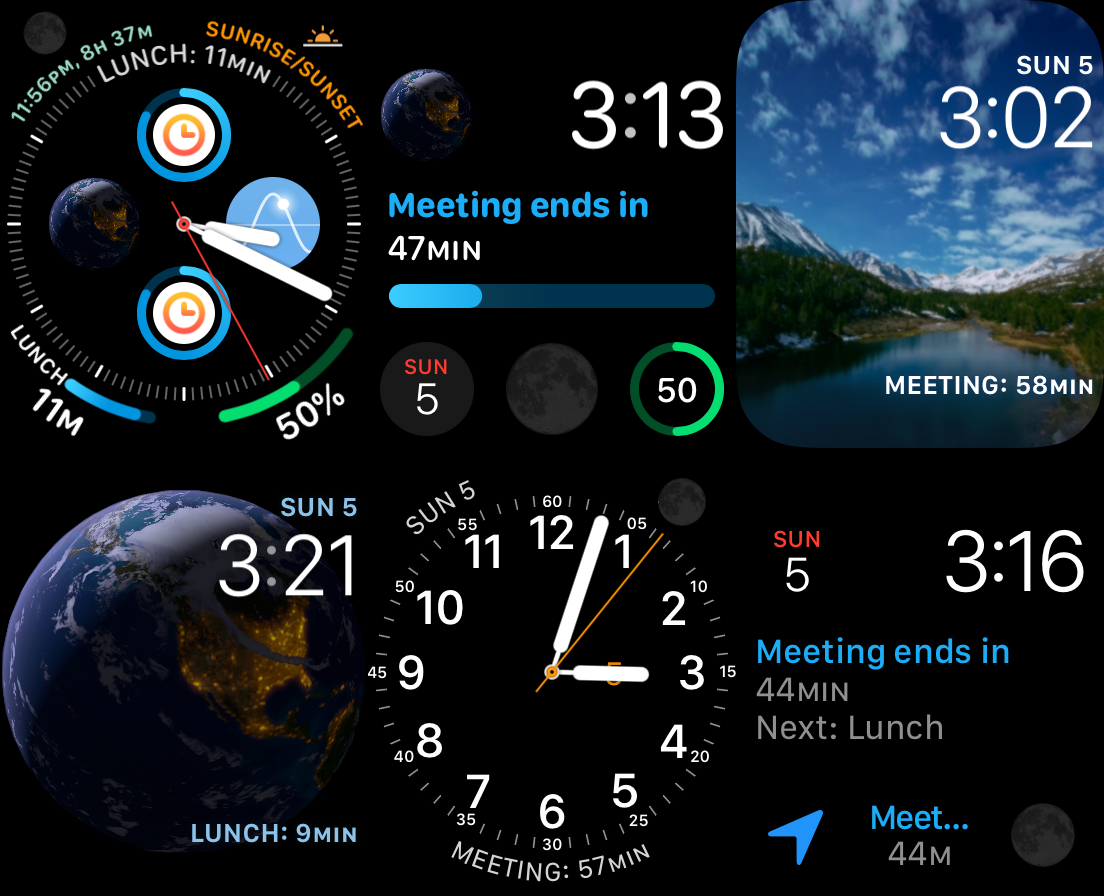 11:56PM, 8H 37M
SUNRISE/SUNSET
LUNCH: 11MIN
LUNCH
11M
50%
3:13
Meeting ends in
47MIN
SUN
5
50
SUN 5
3:02
MEETING: 58MIN
SUN 5
3:21
LUNCH: 9MIN
SUN 5
60
05
10
15
20
25
30
35
40
45
50
55
12
1
2
3
4
5
6
7
8
9
10
11
5
MEETING: 57MIN
SUN
5
3:16
Meeting ends in
44MIN
Next: Lunch
Meet...
44M